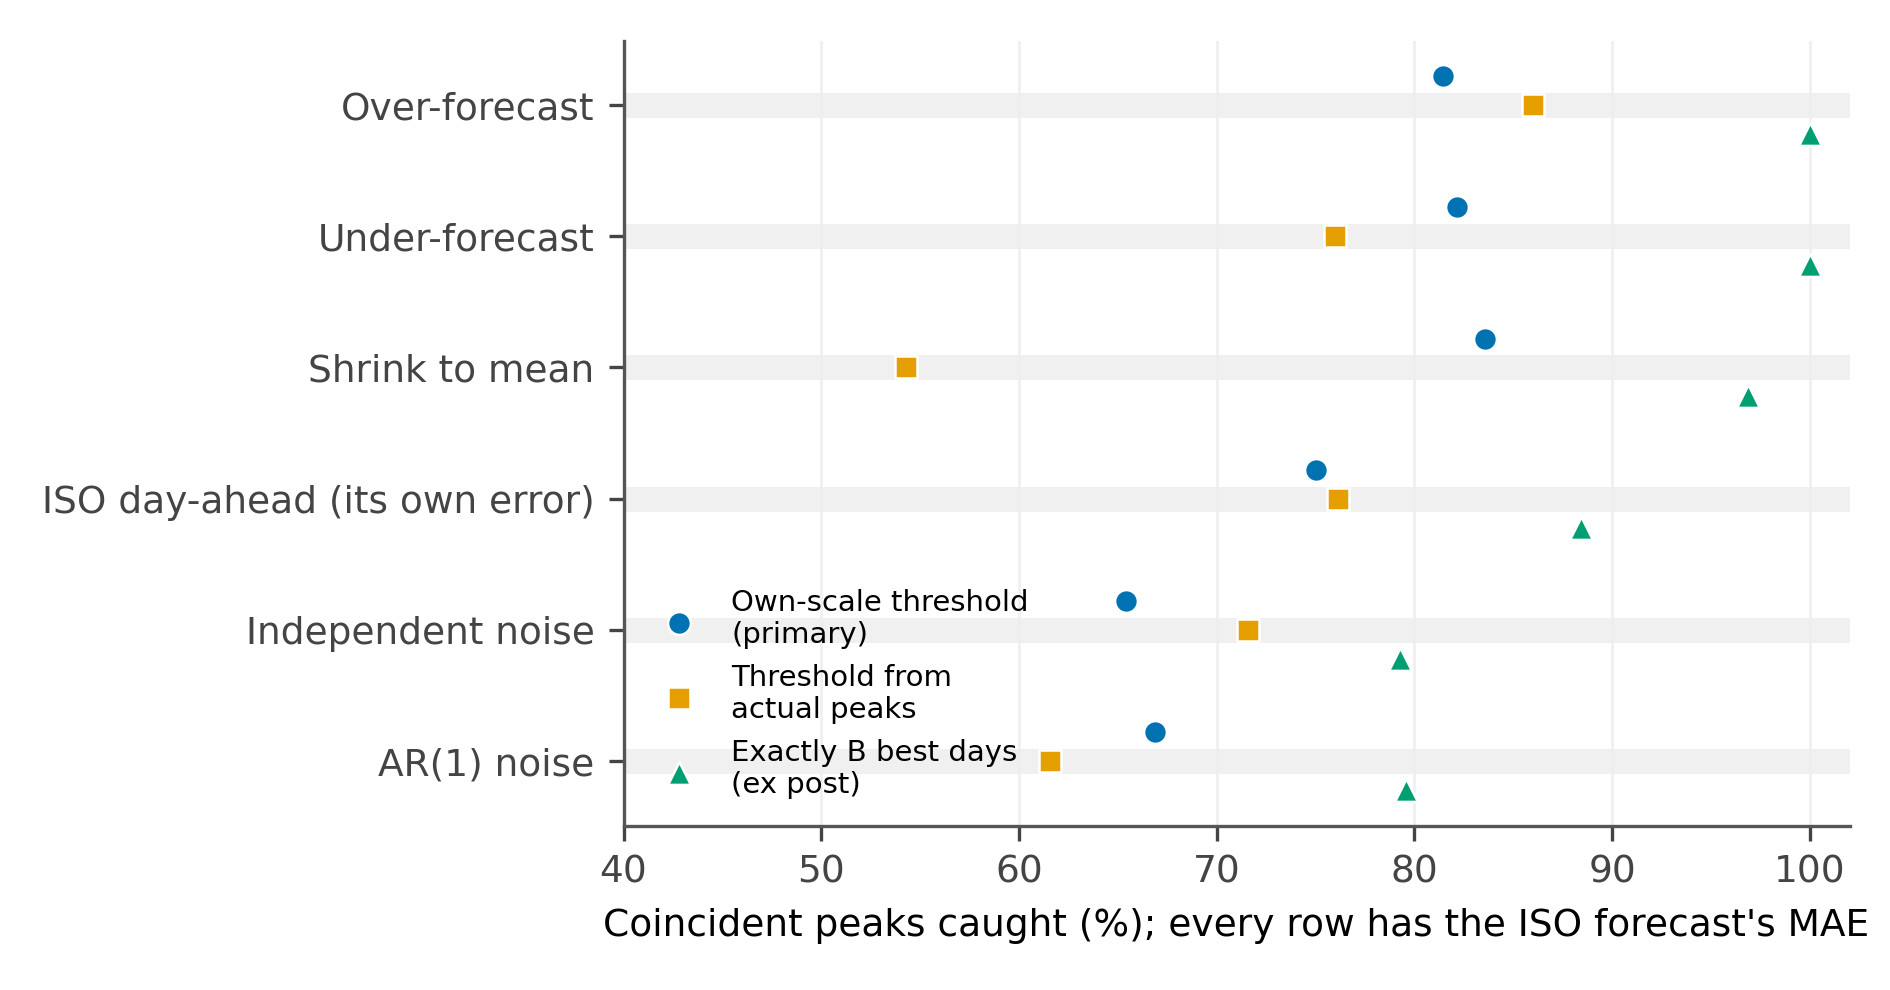 Over-forecast
Under-forecast
Shrink to mean
ISO day-ahead (its own error)
Independent noise
AR(1) noise
Own-scale threshold
(primary)
Threshold from
actual peaks
Exactly B best days
(ex post)
40 50 60 70 80 90 100
Coincident peaks caught (%); every row has the ISO forecast's MAE